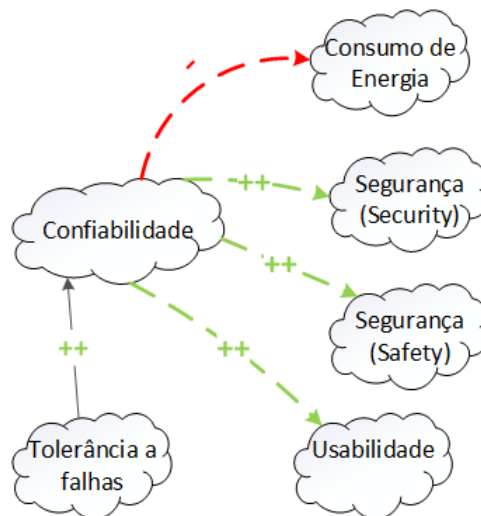 Consumo de
Energia
-
++
Segurança
(Security)
Confiabilidade
++
Segurança
(Safety)
++
++
Tolerância a
falhas
Usabilidade